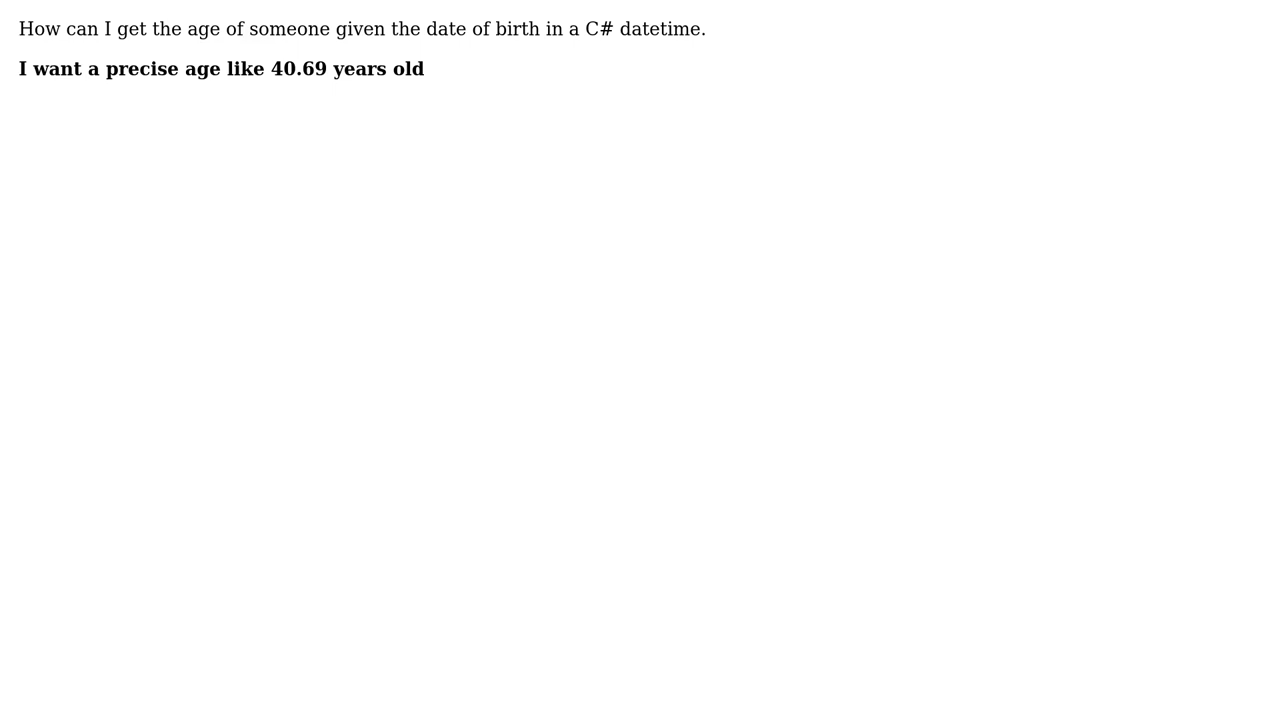 How can I get the age of someone given the date of birth in a C# datetime.
I want a precise age like 40.69 years old